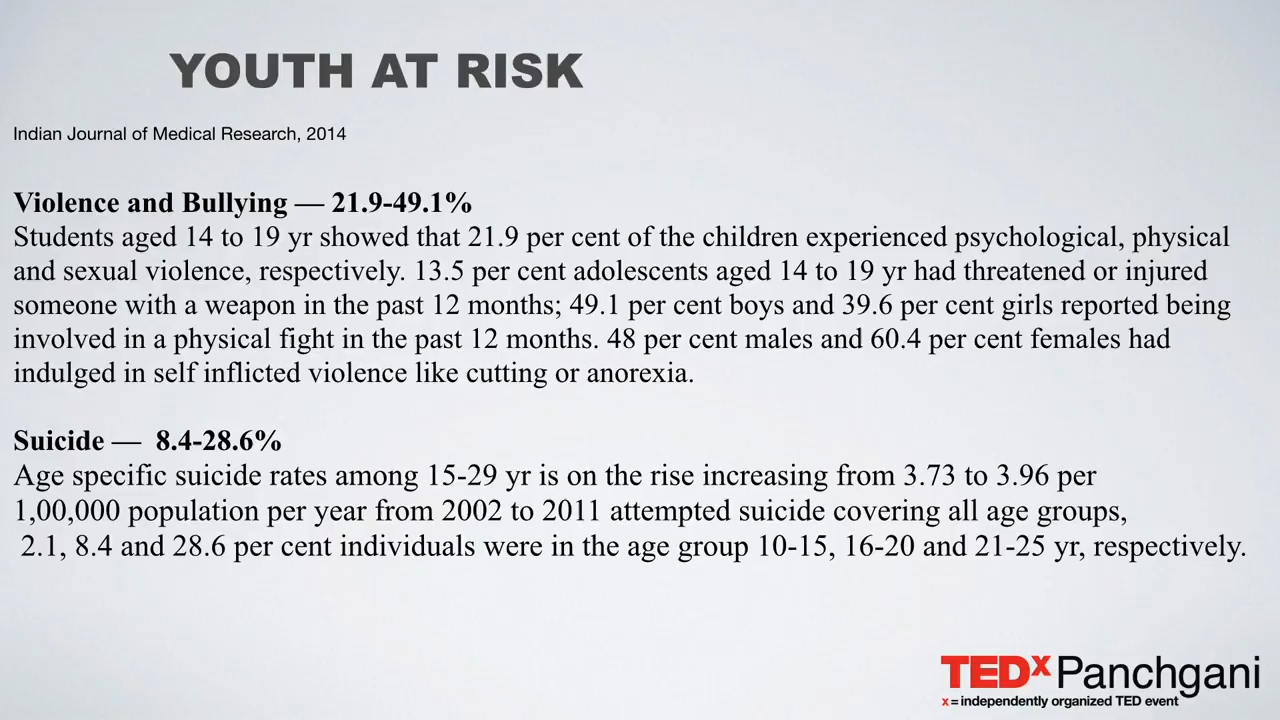 YOUTH AT RISK
Indian Journal of Medical Research, 2014
Violence and Bullying — 21.9-49.1%
Students aged 14 to 19 yr showed that 21.9 per cent of the children experienced psychological, physical
and sexual violence, respectively. 13.5 per cent adolescents aged 14 to 19 yr had threatened or injured
someone with a weapon in the past 12 months; 49.1 per cent boys and 39.6 per cent girls reported being
involved in a physical fight in the past 12 months. 48 per cent males and 60.4 per cent females had
indulged in self inflicted violence like cutting or anorexia.
Suicide — 8.4-28.6%
Age specific suicide rates among 15-29 yr is on the rise increasing from 3.73 to 3.96 per
1,00,000 population per year from 2002 to 2011 attempted suicide covering all age groups,
2.1, 8.4 and 28.6 per cent individuals were in the age group 10-15, 16-20 and 21-25 yr, respectively.
TEDx Panchgani
x = independently organized TED event